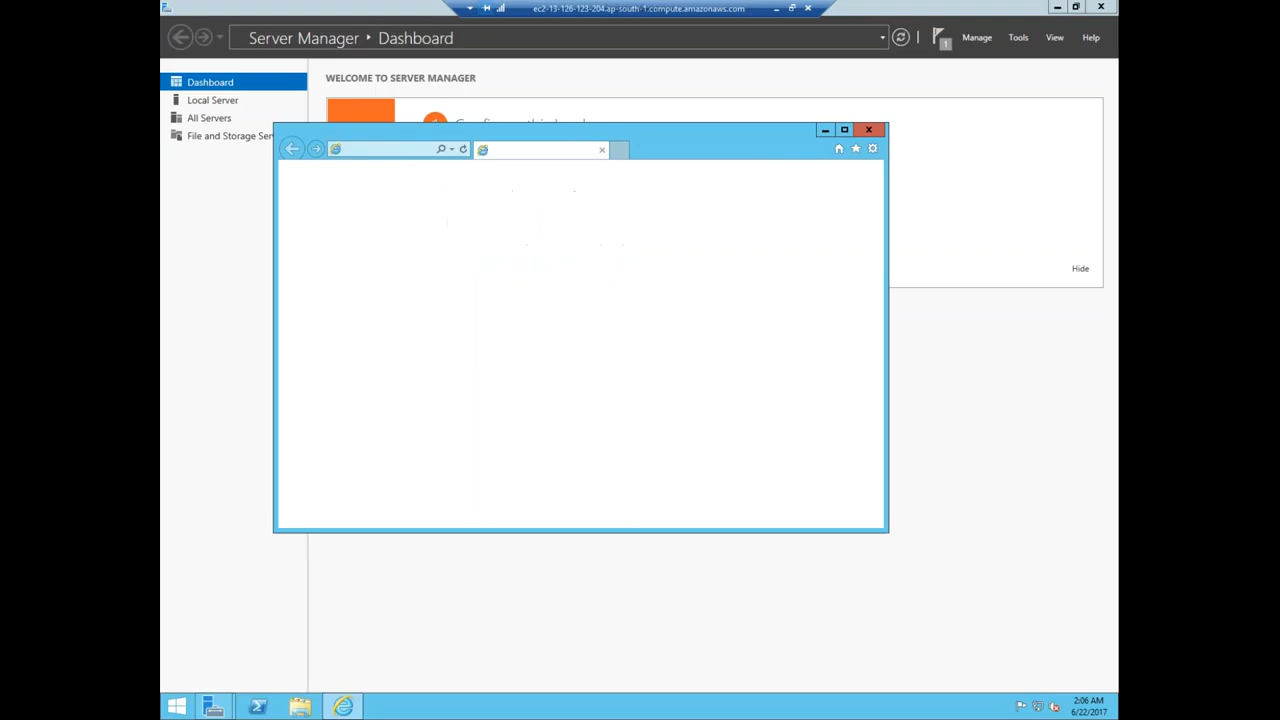 ec2-13-126-123-204.ap-south-1.compute.amazonaws.com
Server Manager Dashboard
1
Manage Tools View Help
Dashboard
Local Server
All Servers
File and Storage Ser
WELCOME TO SERVER MANAGER
Hide
2:06 AM
6/22/2017